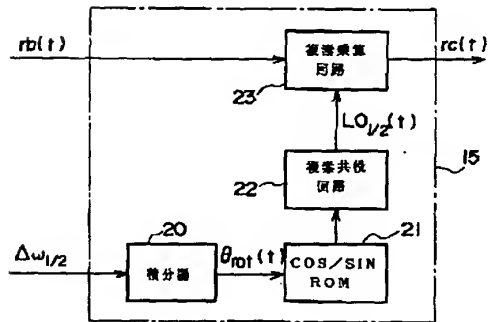 rb(t)
複素乗算
回路
rc(t)
23
LO1/2(t)
15
複素共役
回路
22
20
21
Δω1/2
積分器
θrot(t)
COS/SIN
ROM